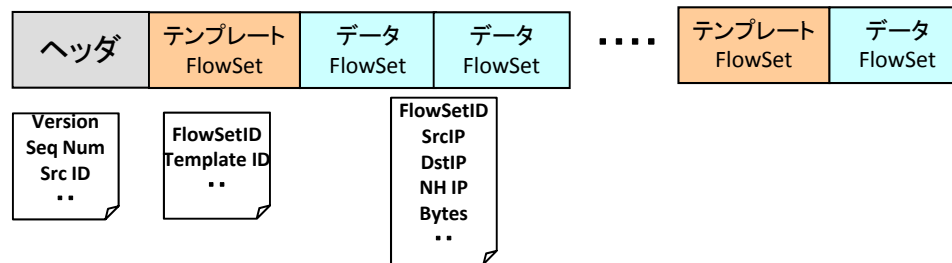 ヘッダ
テンプレート
FlowSet
データ
FlowSet
データ
FlowSet
‥‥
テンプレート
FlowSet
データ
FlowSet
Version
Seq Num
Src ID
‥
FlowSetID
Template ID
‥
FlowSetID
SrcIP
DstIP
NH IP
Bytes
‥